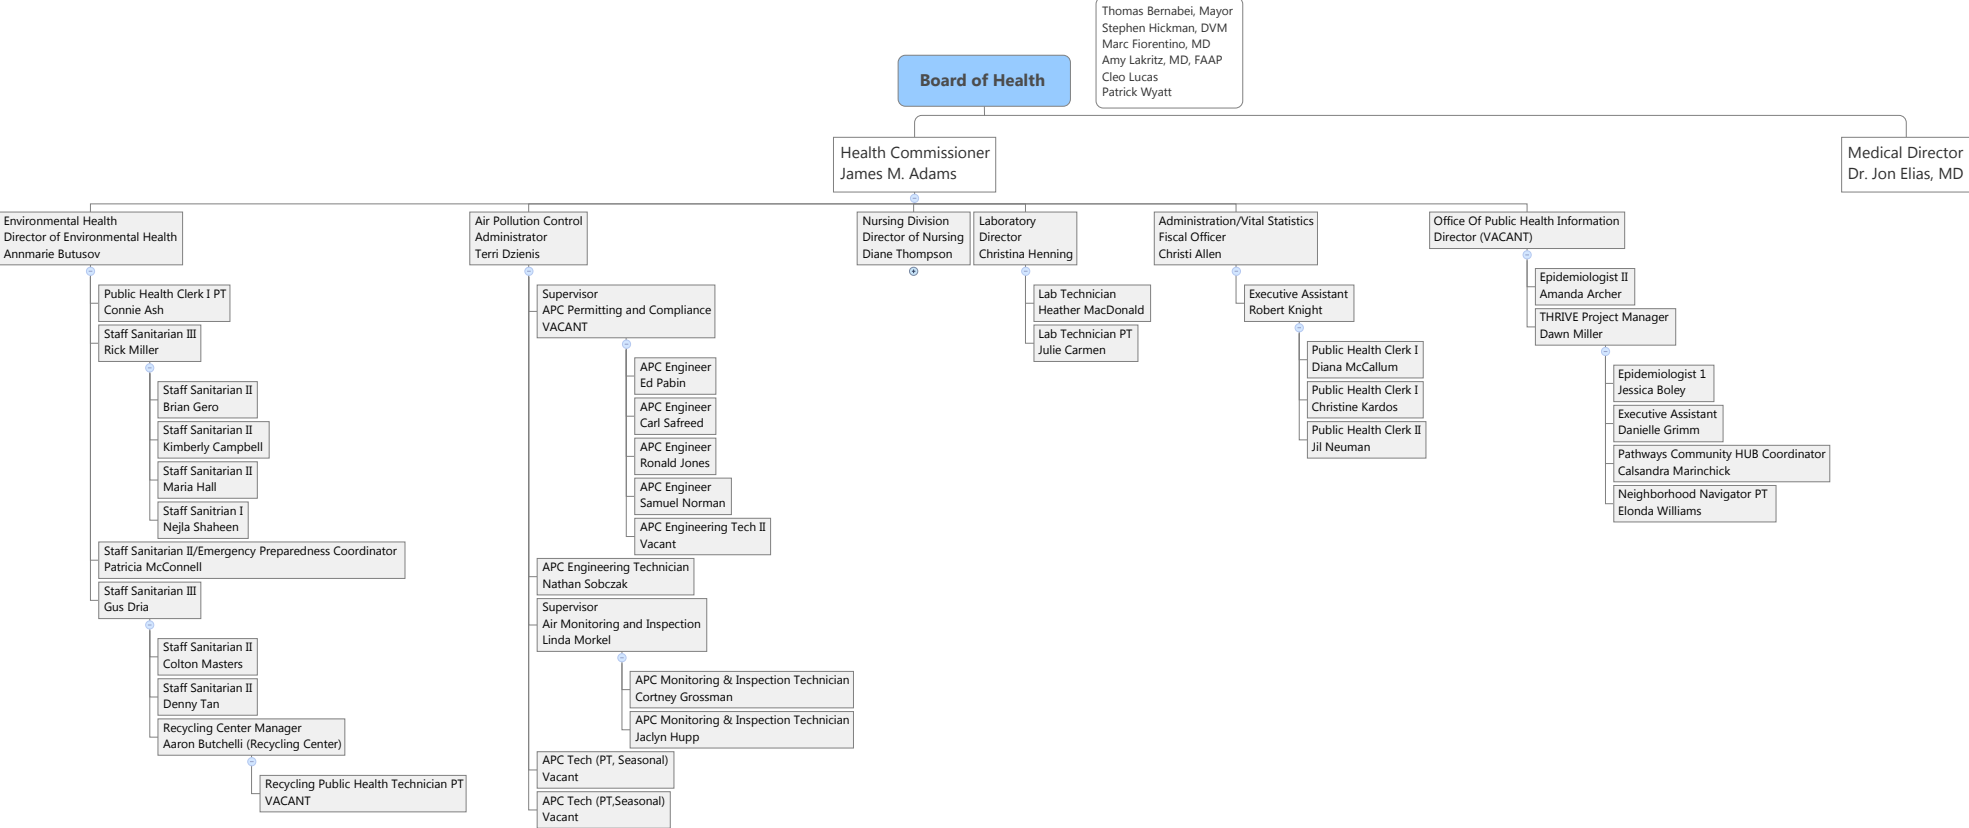 Thomas Bernabei, Mayor
Stephen Hickman, DVM
Marc Fiorentino, MD
Amy Lakritz, MD, FAAP
Cleo Lucas
Patrick Wyatt
Board of Health
Health Commissioner
James M. Adams
Medical Director
Dr. Jon Elias, MD
Environmental Health
Director of Environmental Health
Annmarie Butusov
Public Health Clerk I PT
Connie Ash
Staff Sanitarian III
Rick Miller
Staff Sanitarian II
Brian Gero
Staff Sanitarian II
Kimberly Campbell
Staff Sanitarian II
Maria Hall
Staff Sanitrian I
Nejla Shaheen
Staff Sanitarian II/Emergency Preparedness Coordinator
Patricia McConnell
Staff Sanitarian III
Gus Dria
Staff Sanitarian II
Colton Masters
Staff Sanitarian II
Denny Tan
Recycling Center Manager
Aaron Butchelli (Recycling Center)
Recycling Public Health Technician PT
VACANT
Air Pollution Control
Administrator
Terri Dzienis
Supervisor
APC Permitting and Compliance
VACANT
APC Engineer
Ed Pabin
APC Engineer
Carl Safreed
APC Engineer
Ronald Jones
APC Engineer
Samuel Norman
APC Engineering Tech II
Vacant
APC Engineering Technician
Nathan Sobczak
Supervisor
Air Monitoring and Inspection
Linda Morkel
APC Monitoring & Inspection Technician
Cortney Grossman
APC Monitoring & Inspection Technician
Jaclyn Hupp
APC Tech (PT, Seasonal)
Vacant
APC Tech (PT,Seasonal)
Vacant
Nursing Division
Director of Nursing
Diane Thompson
Laboratory
Director
Christina Henning
Lab Technician
Heather MacDonald
Lab Technician PT
Julie Carmen
Administration/Vital Statistics
Fiscal Officer
Christi Allen
Executive Assistant
Robert Knight
Public Health Clerk I
Diana McCallum
Public Health Clerk I
Christine Kardos
Public Health Clerk II
Jil Neuman
Office Of Public Health Information
Director (VACANT)
Epidemiologist II
Amanda Archer
THRIVE Project Manager
Dawn Miller
Epidemiologist 1
Jessica Boley
Executive Assistant
Danielle Grimm
Pathways Community HUB Coordinator
Calsandra Marinchick
Neighborhood Navigator PT
Elonda Williams